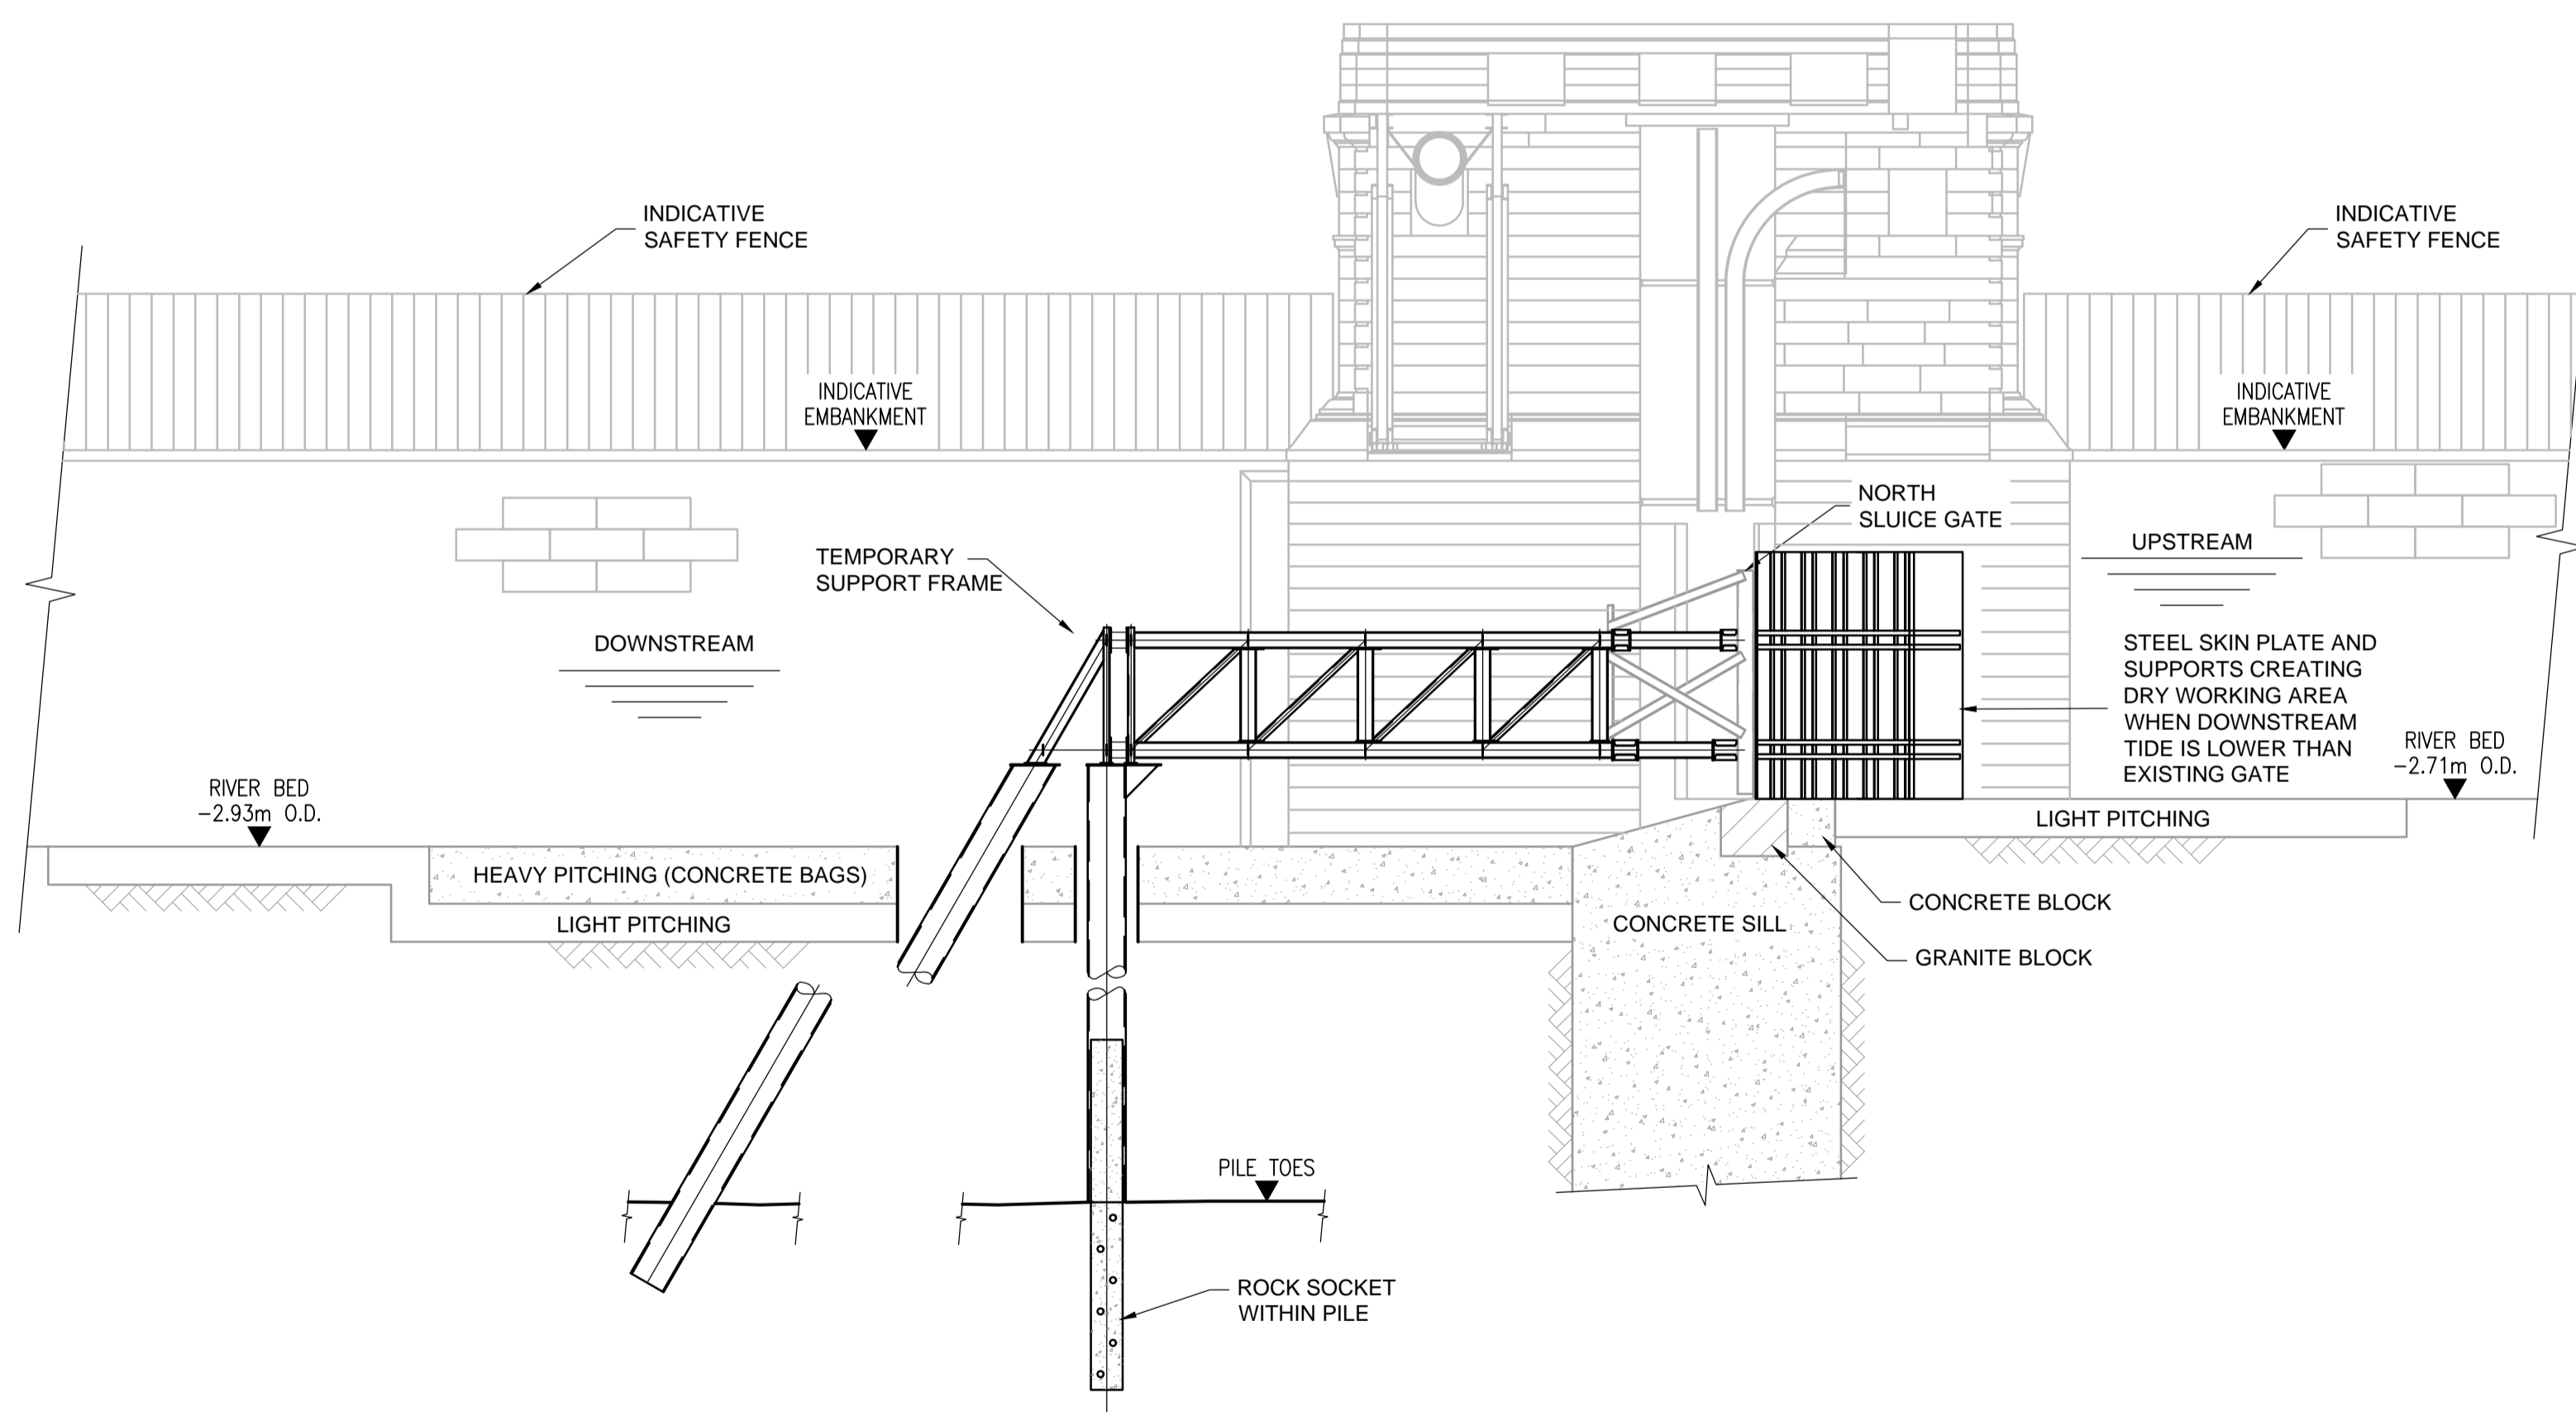 INDICATIVE
SAFETY FENCE
INDICATIVE
SAFETY FENCE
INDICATIVE
EMBANKMENT
INDICATIVE
EMBANKMENT
NORTH
SLUICE GATE
UPSTREAM
TEMPORARY
SUPPORT FRAME
DOWNSTREAM
STEEL SKIN PLATE AND
SUPPORTS CREATING
DRY WORKING AREA
WHEN DOWNSTREAM
TIDE IS LOWER THAN
EXISTING GATE
RIVER BED
-2.71m O.D.
RIVER BED
-2.93m O.D.
LIGHT PITCHING
HEAVY PITCHING (CONCRETE BAGS)
LIGHT PITCHING
CONCRETE SILL
CONCRETE BLOCK
GRANITE BLOCK
PILE TOES
ROCK SOCKET
WITHIN PILE